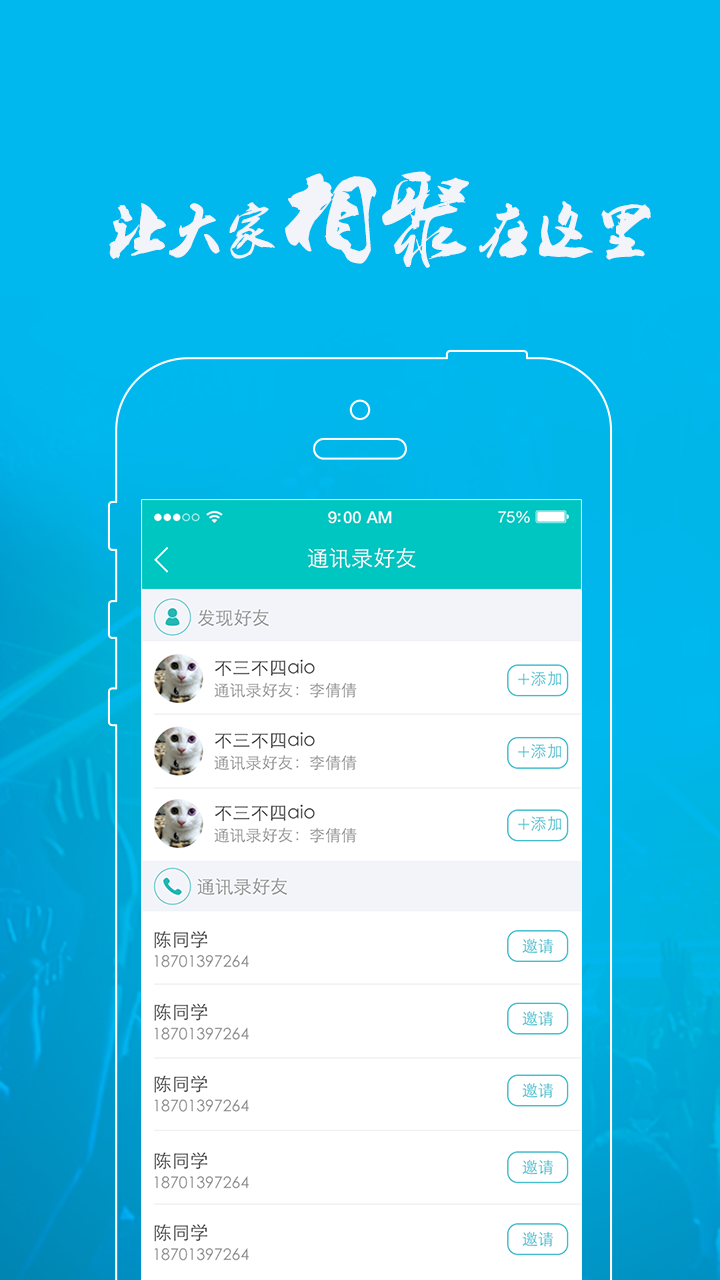 让大家相聚在这里
9:00 AM
75%
通讯录好友
发现好友
不三不四aio
通讯录好友：李倩倩
+添加
不三不四aio
通讯录好友：李倩倩
+添加
不三不四aio
通讯录好友：李倩倩
+添加
通讯录好友
陈同学
18701397264
邀请
陈同学
18701397264
邀请
陈同学
18701397264
邀请
陈同学
18701397264
邀请
陈同学
18701397264
邀请